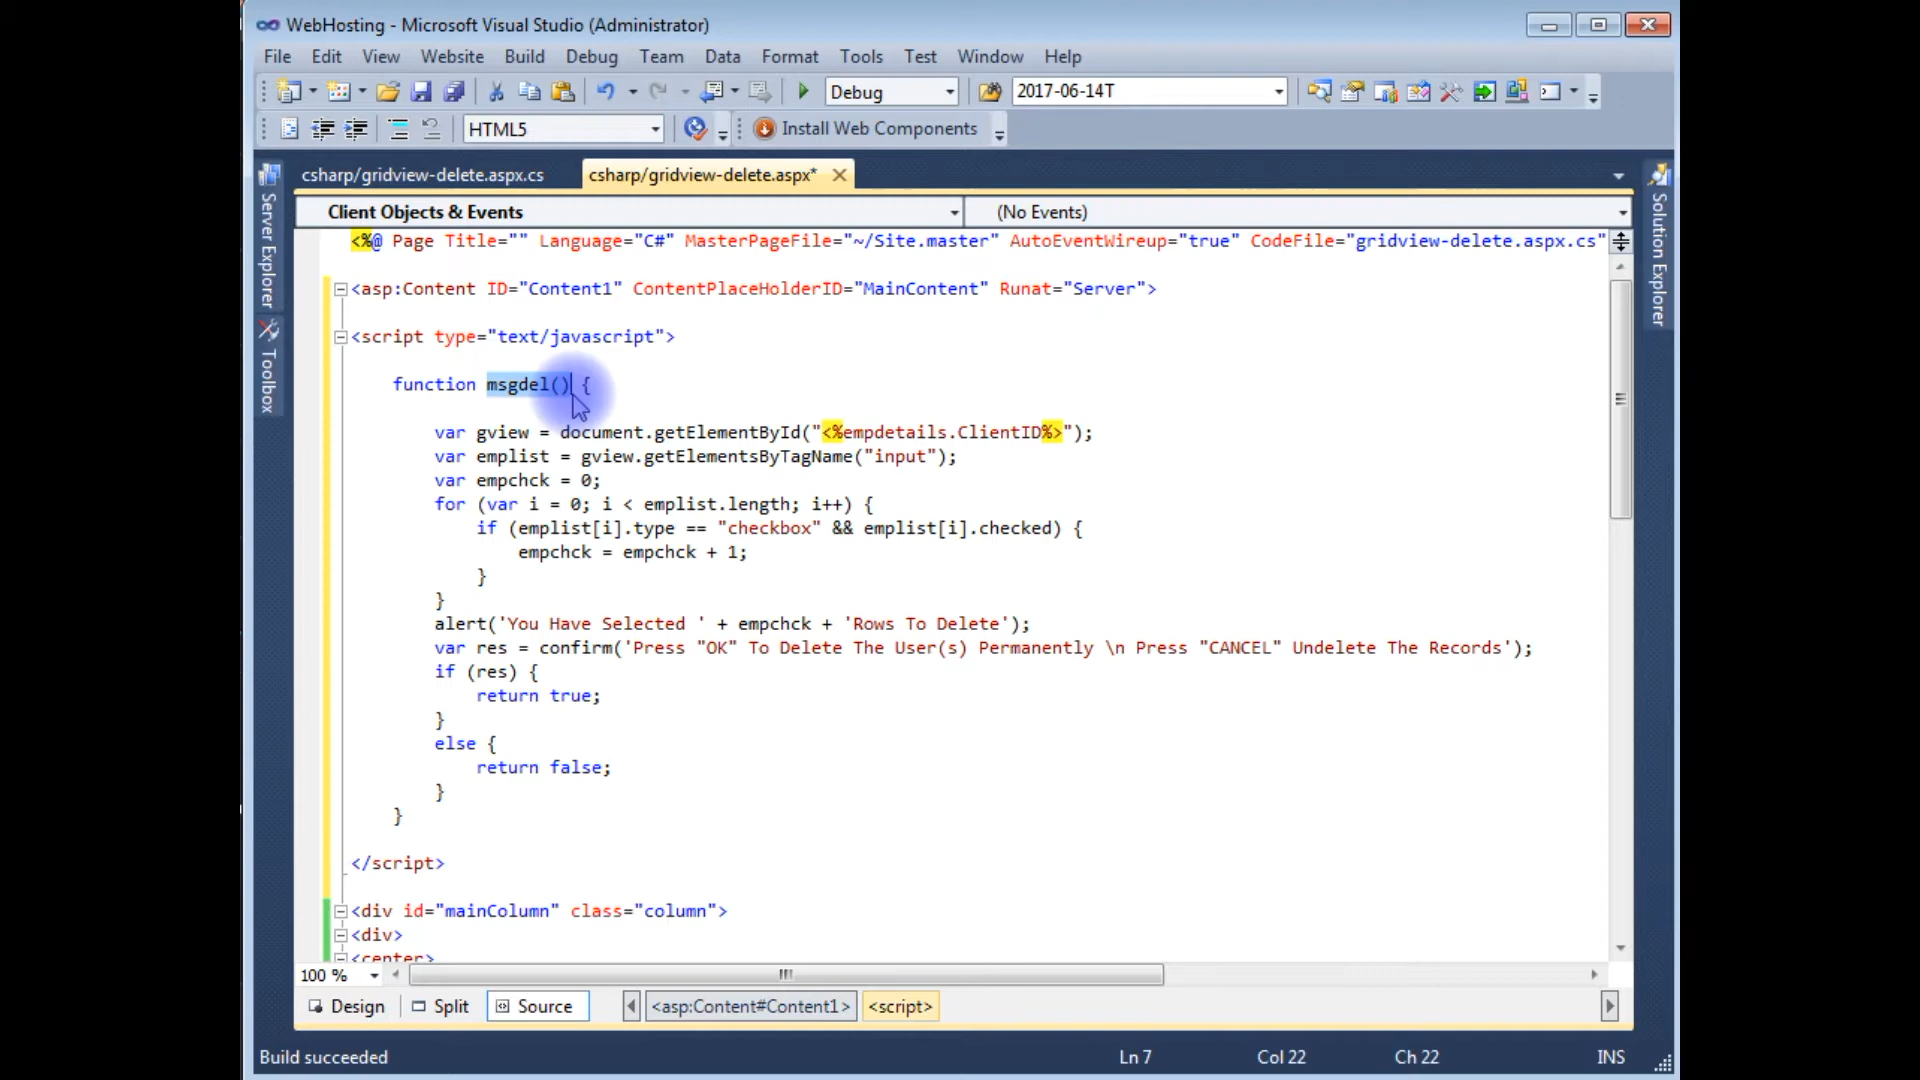 WebHosting - Microsoft Visual Studio (Administrator)
File Edit View Website Build Debug Team Data Format Tools Test Window Help
Debug 2017-06-14T
HTML5 Install Web Components
csharp/gridview-delete.aspx.cs csharp/gridview-delete.aspx*
Client Objects & Events (No Events)
Server Explorer
Toolbox
Solution Explorer
<%@ Page Title="" Language="C#" MasterPageFile="~/Site.master" AutoEventWireup="true" CodeFile="gridview-delete.aspx.cs"
<asp:Content ID="Content1" ContentPlaceHolderID="MainContent" Runat="Server">
<script type="text/javascript">
function msgdel() {
var gview = document.getElementById("<%empdetails.ClientID%>");
var emplist = gview.getElementsByTagName("input");
var empchck = 0;
for (var i = 0; i < emplist.length; i++) {
if (emplist[i].type == "checkbox" && emplist[i].checked) {
empchck = empchck + 1;
}
}
alert('You Have Selected ' + empchck + 'Rows To Delete');
var res = confirm('Press "OK" To Delete The User(s) Permanently \n Press "CANCEL" Undelete The Records');
if (res) {
return true;
}
else {
return false;
}
}
</script>
<div id="mainColumn" class="column">
<div>
<center>
100 %
Design Split Source <asp:Content#Content1> <script>
Build succeeded Ln 7 Col 22 Ch 22 INS